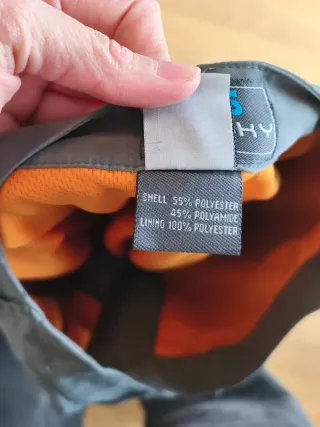 SHELL 55% POLYESTER
45% POLYAMIDE
LINING 100% POLYESTER